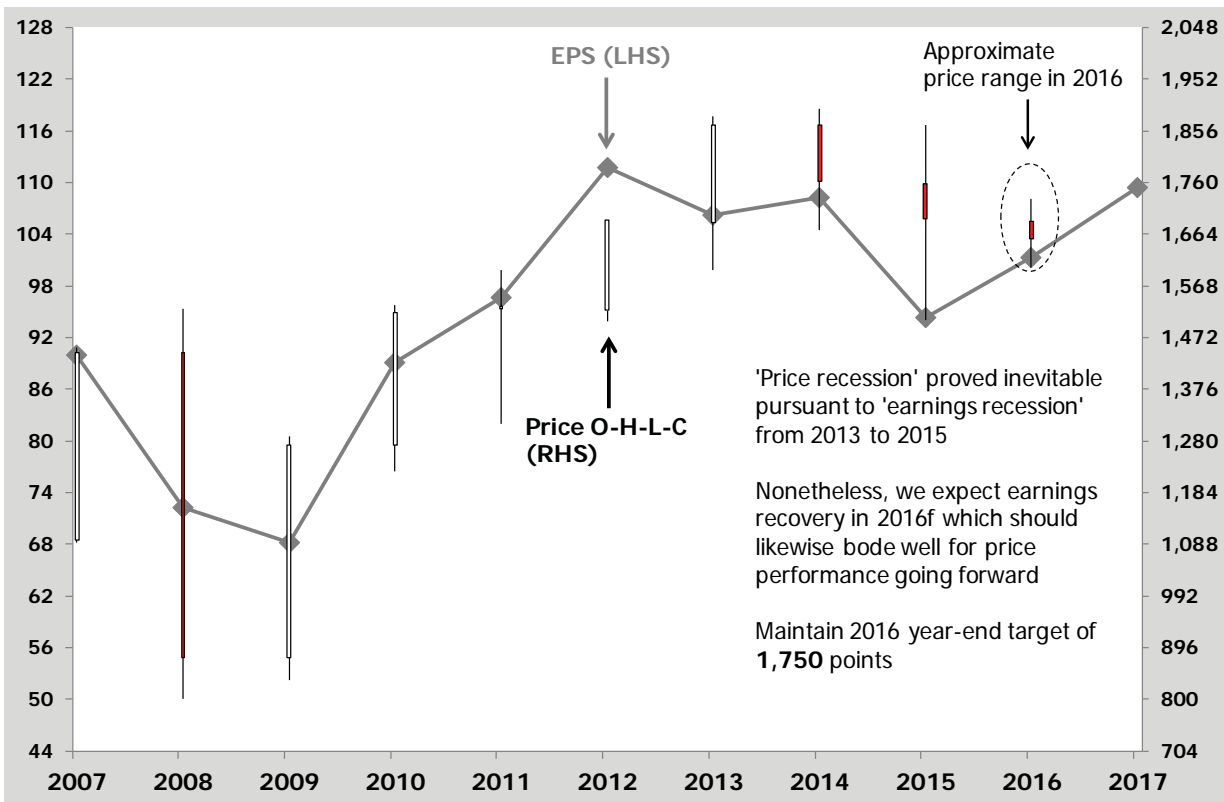 128
122
116
110
104
98
92
86
80
74
68
62
56
50
44
2,048
1,952
1,856
1,760
1,664
1,568
1,472
1,376
1,280
1,184
1,088
992
896
800
704
EPS (LHS)
Approximate
price range in 2016
Price O-H-L-C
(RHS)
'Price recession' proved inevitable
pursuant to 'earnings recession'
from 2013 to 2015
Nonetheless, we expect earnings
recovery in 2016f which should
likewise bode well for price
performance going forward
Maintain 2016 year-end target of
1,750 points
2007 2008 2009 2010 2011 2012 2013 2014 2015 2016 2017